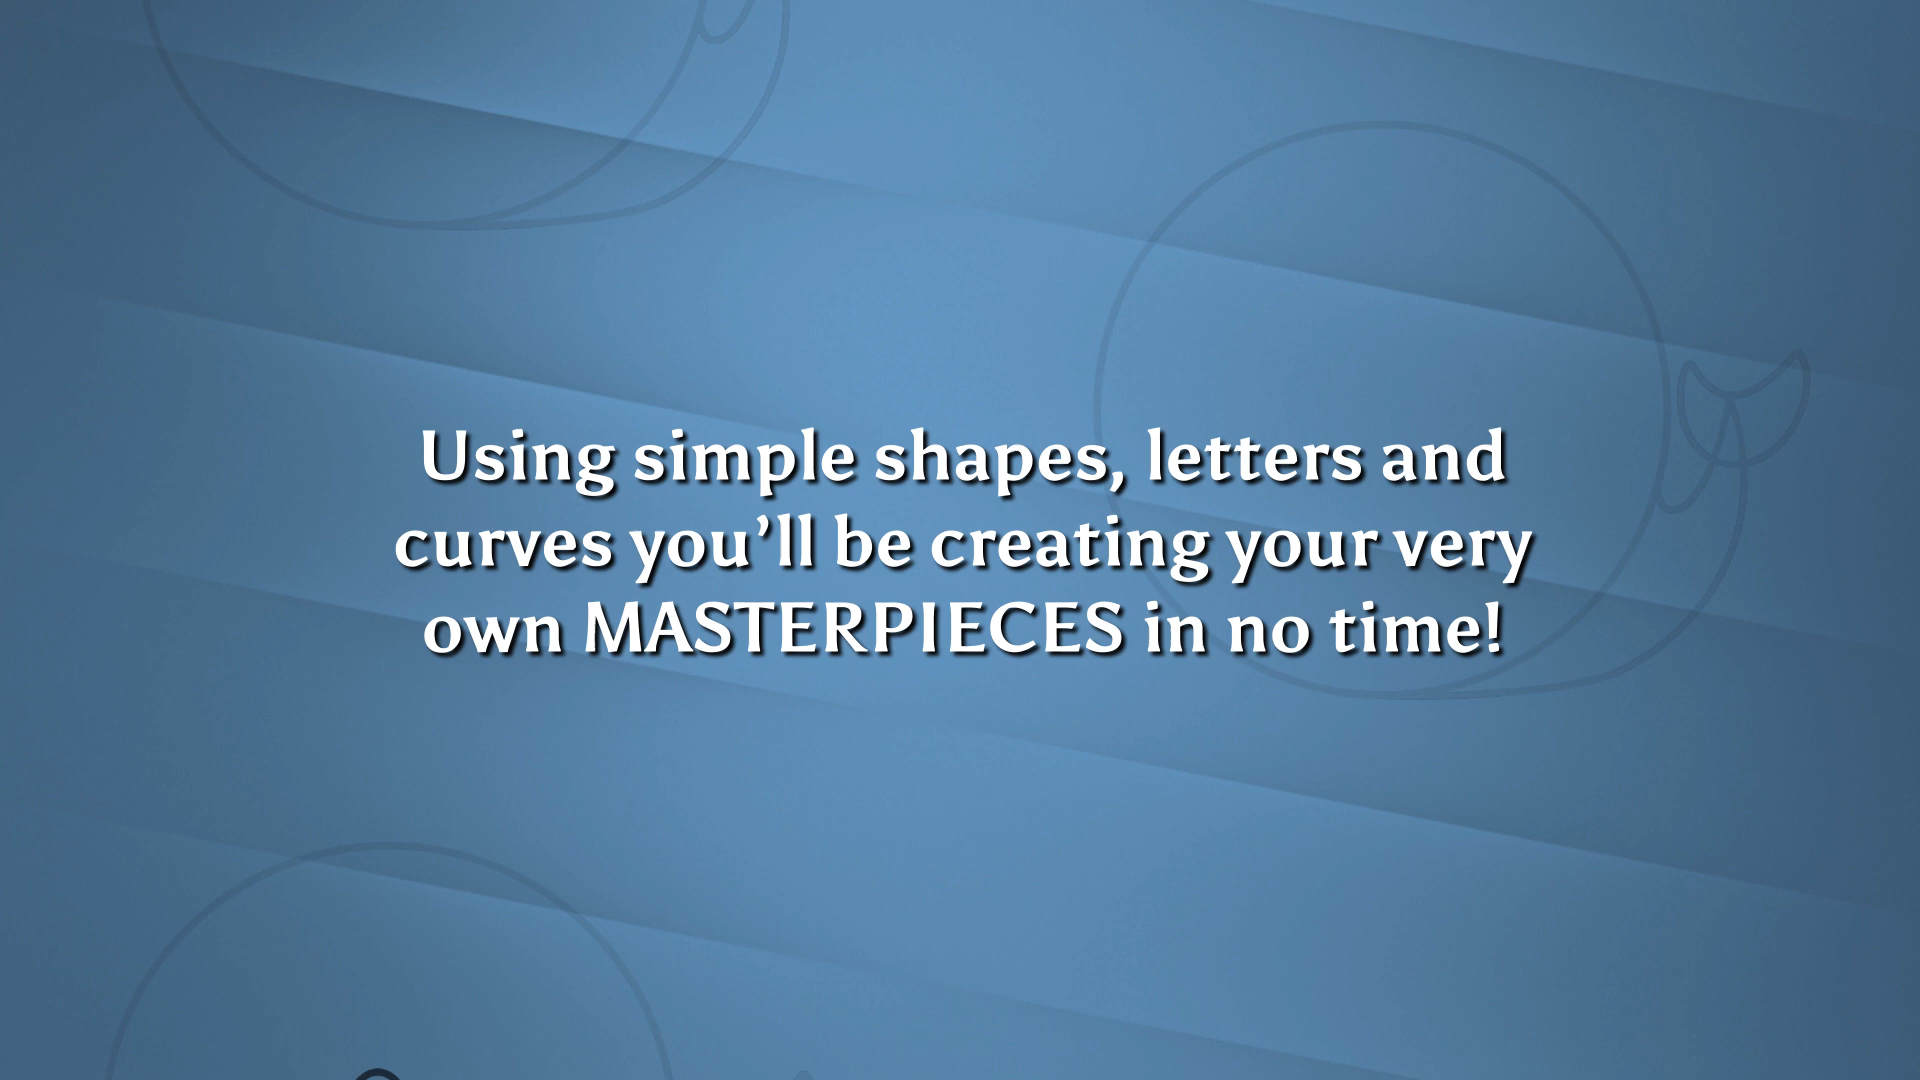 Using simple shapes, letters and
curves you’ll be creating your very
own MASTERPIECES in no time!